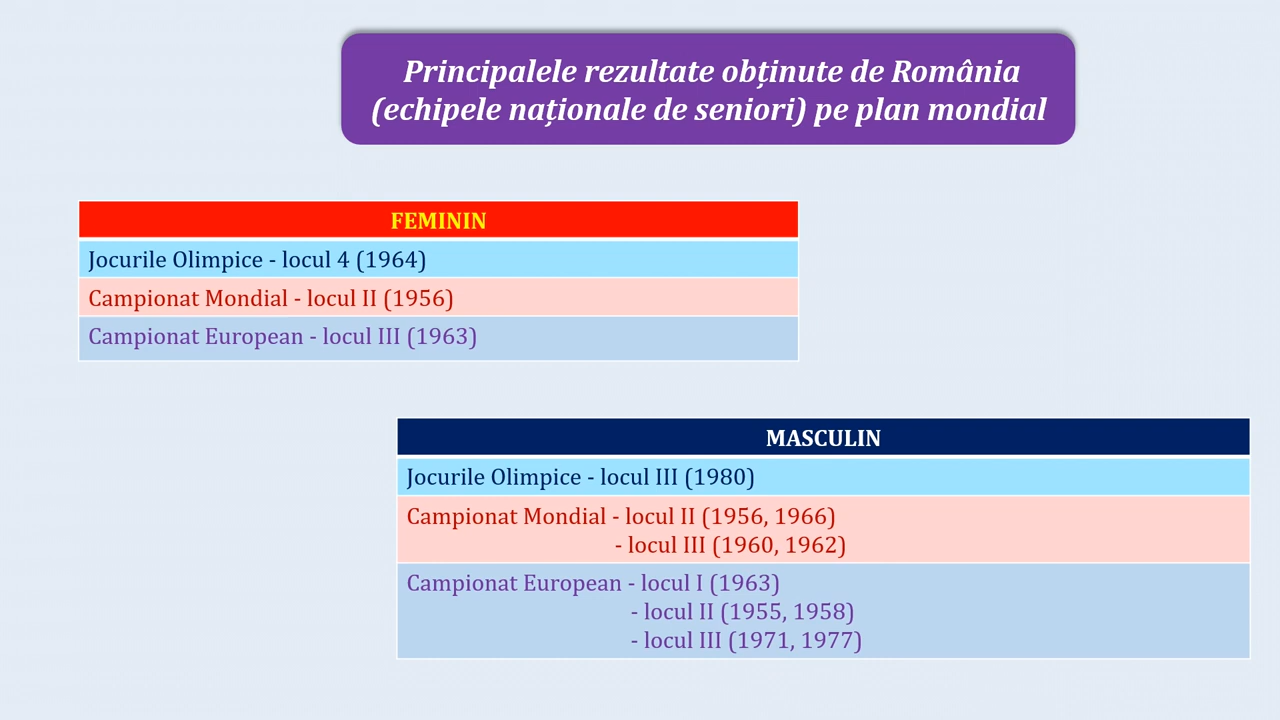 Principalele rezultate obținute de România
(echipele naționale de seniori) pe plan mondial
FEMININ
Jocurile Olimpice - locul 4 (1964)
Campionat Mondial - locul II (1956)
Campionat European - locul III (1963)
MASCULIN
Jocurile Olimpice - locul III (1980)
Campionat Mondial - locul II (1956, 1966)
- locul III (1960, 1962)
Campionat European - locul I (1963)
- locul II (1955, 1958)
- locul III (1971, 1977)